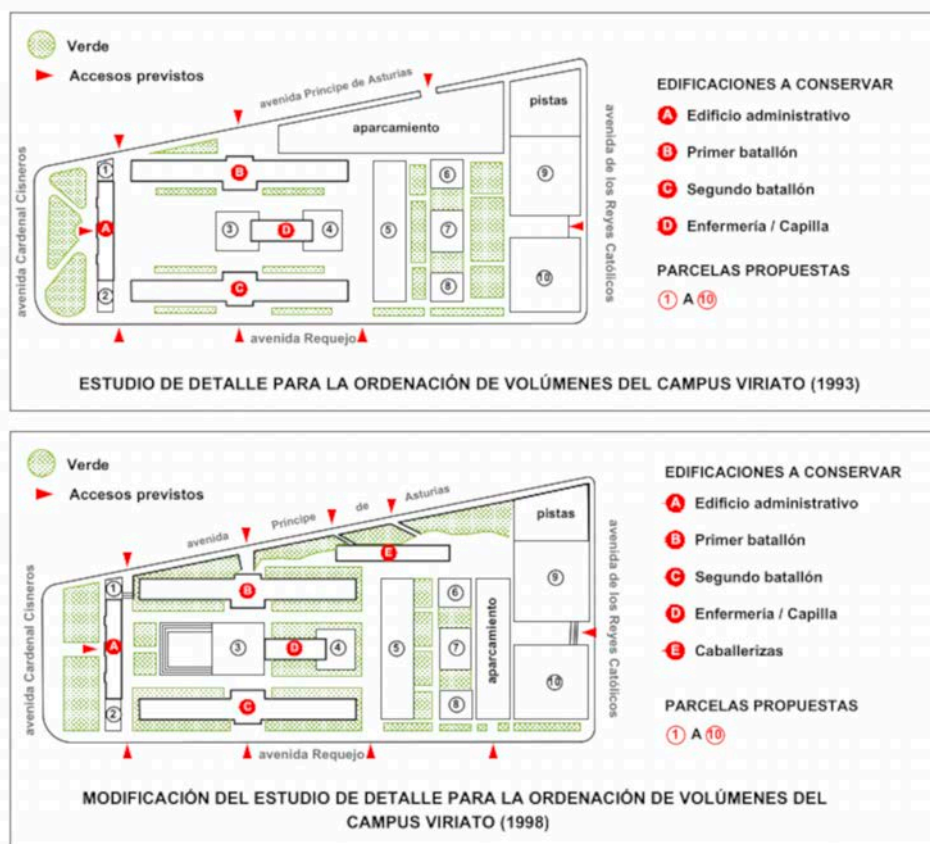 Verde
Accesos previstos
avenida Príncipe de Asturias
aparcamiento
pistas
avenida Cardenal Cisneros
avenida de los Reyes Católicos
avenida Requejo
1
A
2
B
3
D
4
C
5
6
7
8
9
10
EDIFICACIONES A CONSERVAR
A Edificio administrativo
B Primer batallón
C Segundo batallón
D Enfermería / Capilla
PARCELAS PROPUESTAS
1 A 10
ESTUDIO DE DETALLE PARA LA ORDENACIÓN DE VOLÚMENES DEL CAMPUS VIRIATO (1993)
Verde
Accesos previstos
avenida Príncipe de Asturias
pistas
avenida Cardenal Cisneros
avenida de los Reyes Católicos
aparcamiento
avenida Requejo
1
A
2
B
3
D
4
C
E
5
6
7
8
9
10
EDIFICACIONES A CONSERVAR
A Edificio administrativo
B Primer batallón
C Segundo batallón
D Enfermería / Capilla
E Caballerizas
PARCELAS PROPUESTAS
1 A 10
MODIFICACIÓN DEL ESTUDIO DE DETALLE PARA LA ORDENACIÓN DE VOLÚMENES DEL
CAMPUS VIRIATO (1998)